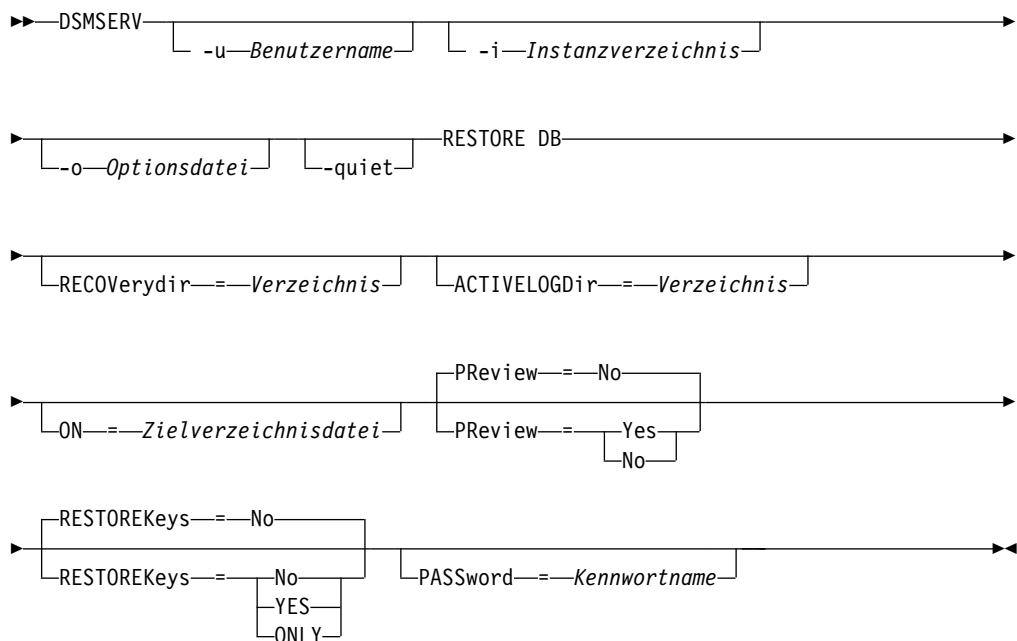 DSMSERV
-u Benutzername -i Instanzverzeichnis
RESTORE DB
-o Optionsdatei -quiet
RECOVerydir = Verzeichnis ACTIVELOGDir = Verzeichnis
PReview = No
ON = Zielverzeichnisdatei PReview = Yes
No
RESTOREKeys = No
RESTOREKeys = No PASSword = Kennwortname
YES
ONLY